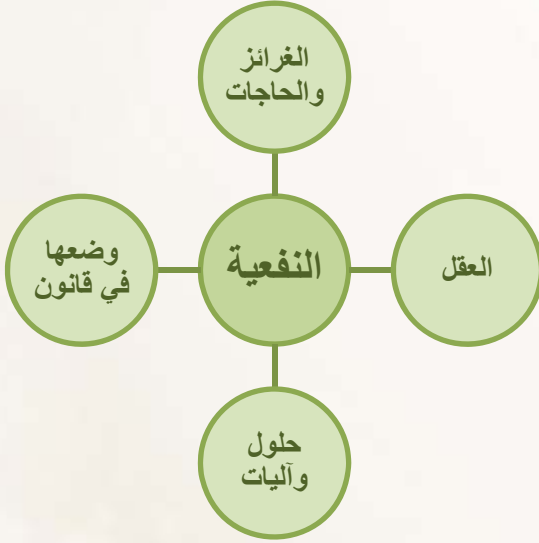 الغرائز
والحاجات
العقل
النفعية
وضعها
في قانون
حلول
وآليات